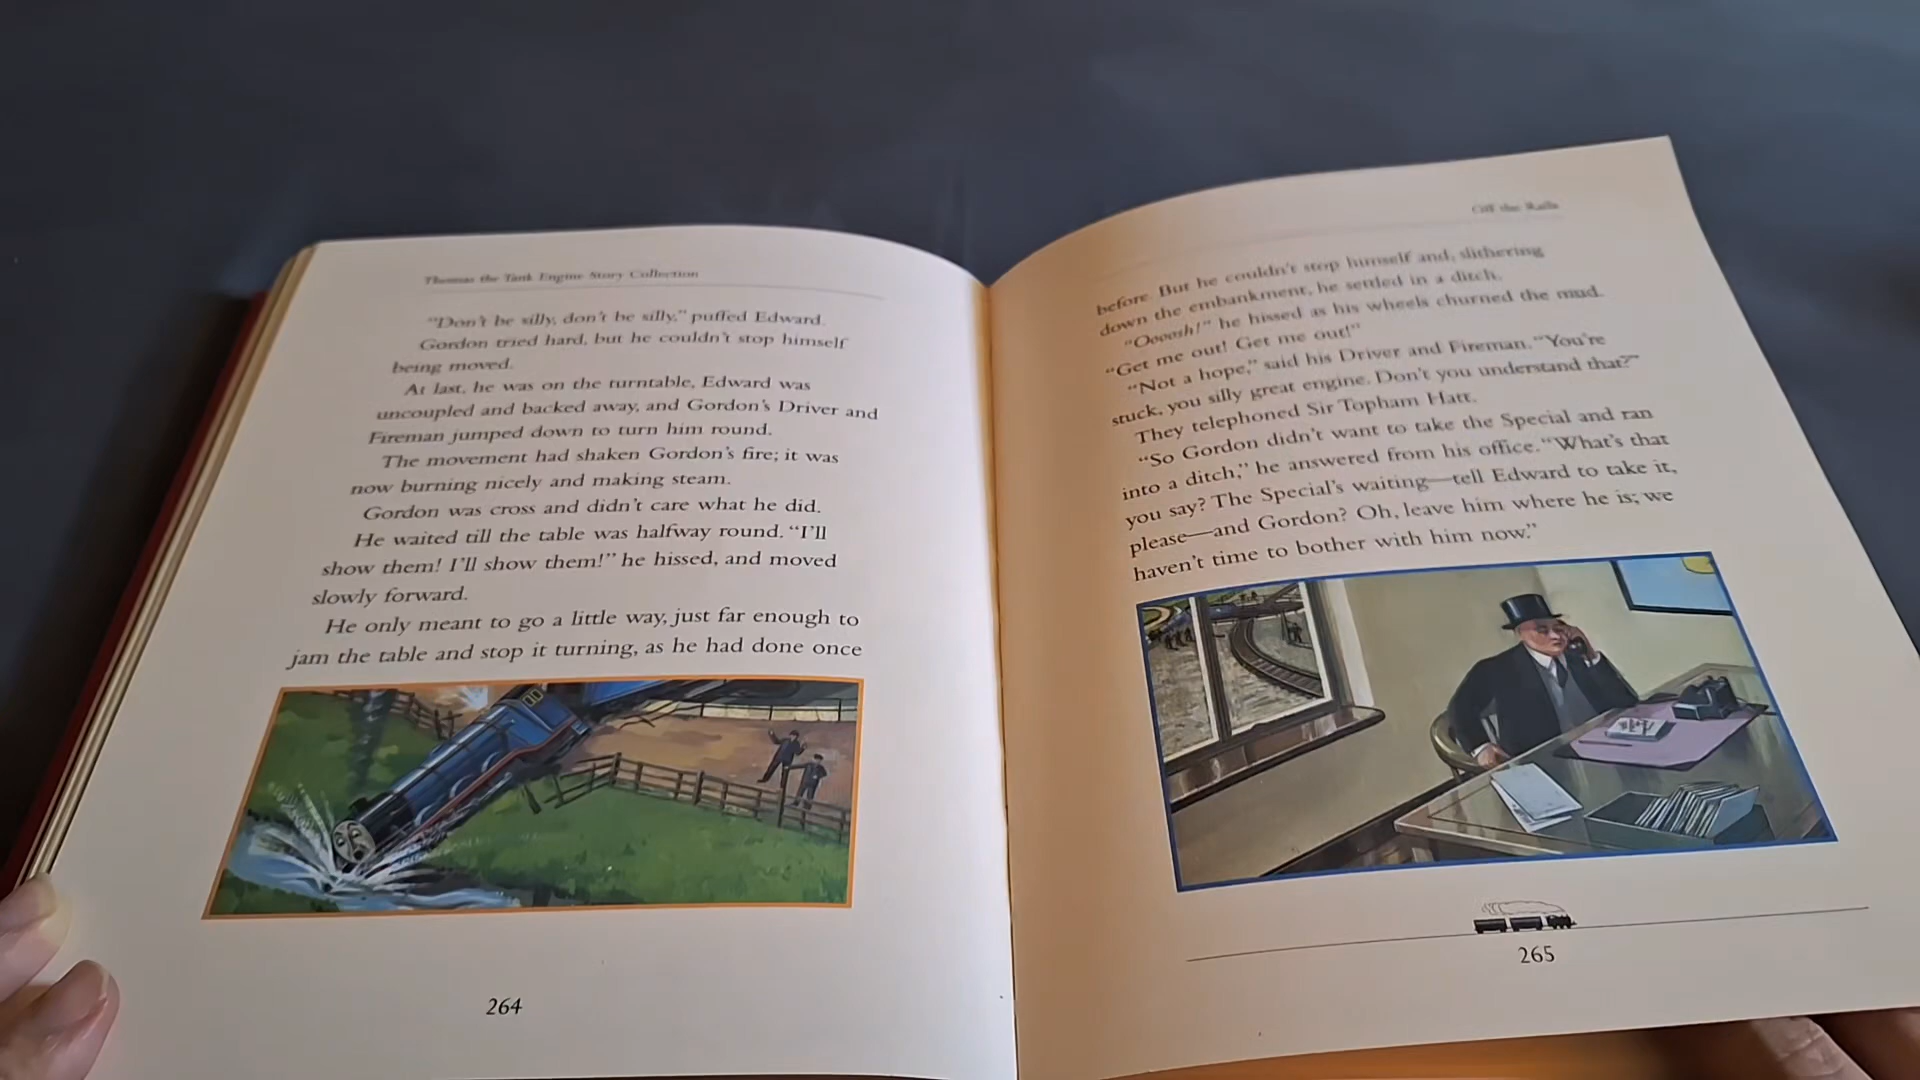 Thomas the Tank Engine Story Collection
"Don't be silly, don't be silly," puffed Edward.
Gordon tried hard, but he couldn't stop himself
being moved.
At last, he was on the turntable, Edward was
uncoupled and backed away, and Gordon's Driver and
Fireman jumped down to turn him round.
The movement had shaken Gordon's fire; it was
now burning nicely and making steam.
Gordon was cross and didn't care what he did.
He waited till the table was halfway round. "I'll
show them! I'll show them!" he hissed, and moved
slowly forward.
He only meant to go a little way, just far enough to
jam the table and stop it turning, as he had done once
264
Off the Rails
before. But he couldn't stop himself and, slithering
down the embankment, he settled in a ditch.
"Oooosh!" he hissed as his wheels churned the mud.
"Get me out! Get me out!"
"Not a hope," said his Driver and Fireman. "You're
stuck, you silly great engine. Don't you understand that?"
They telephoned Sir Topham Hatt.
"So Gordon didn't want to take the Special and ran
into a ditch," he answered from his office. "What's that
you say? The Special's waiting—tell Edward to take it,
please—and Gordon? Oh, leave him where he is; we
haven't time to bother with him now."
265